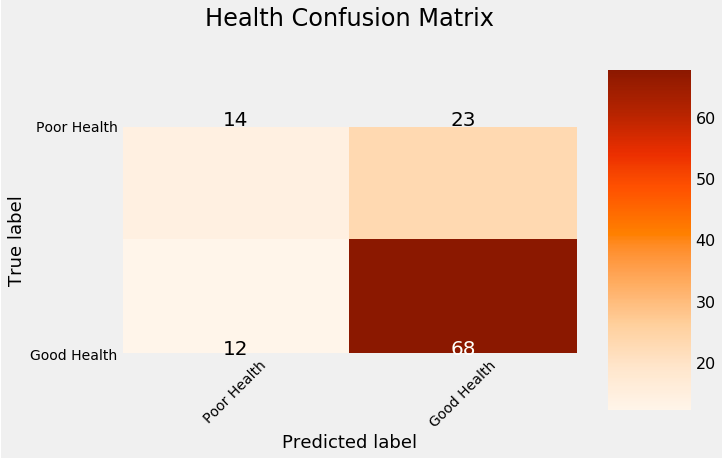 Health Confusion Matrix
Poor Health
14
23
Good Health
12
68
Poor Health
Good Health
True label
Predicted label
60
50
40
30
20